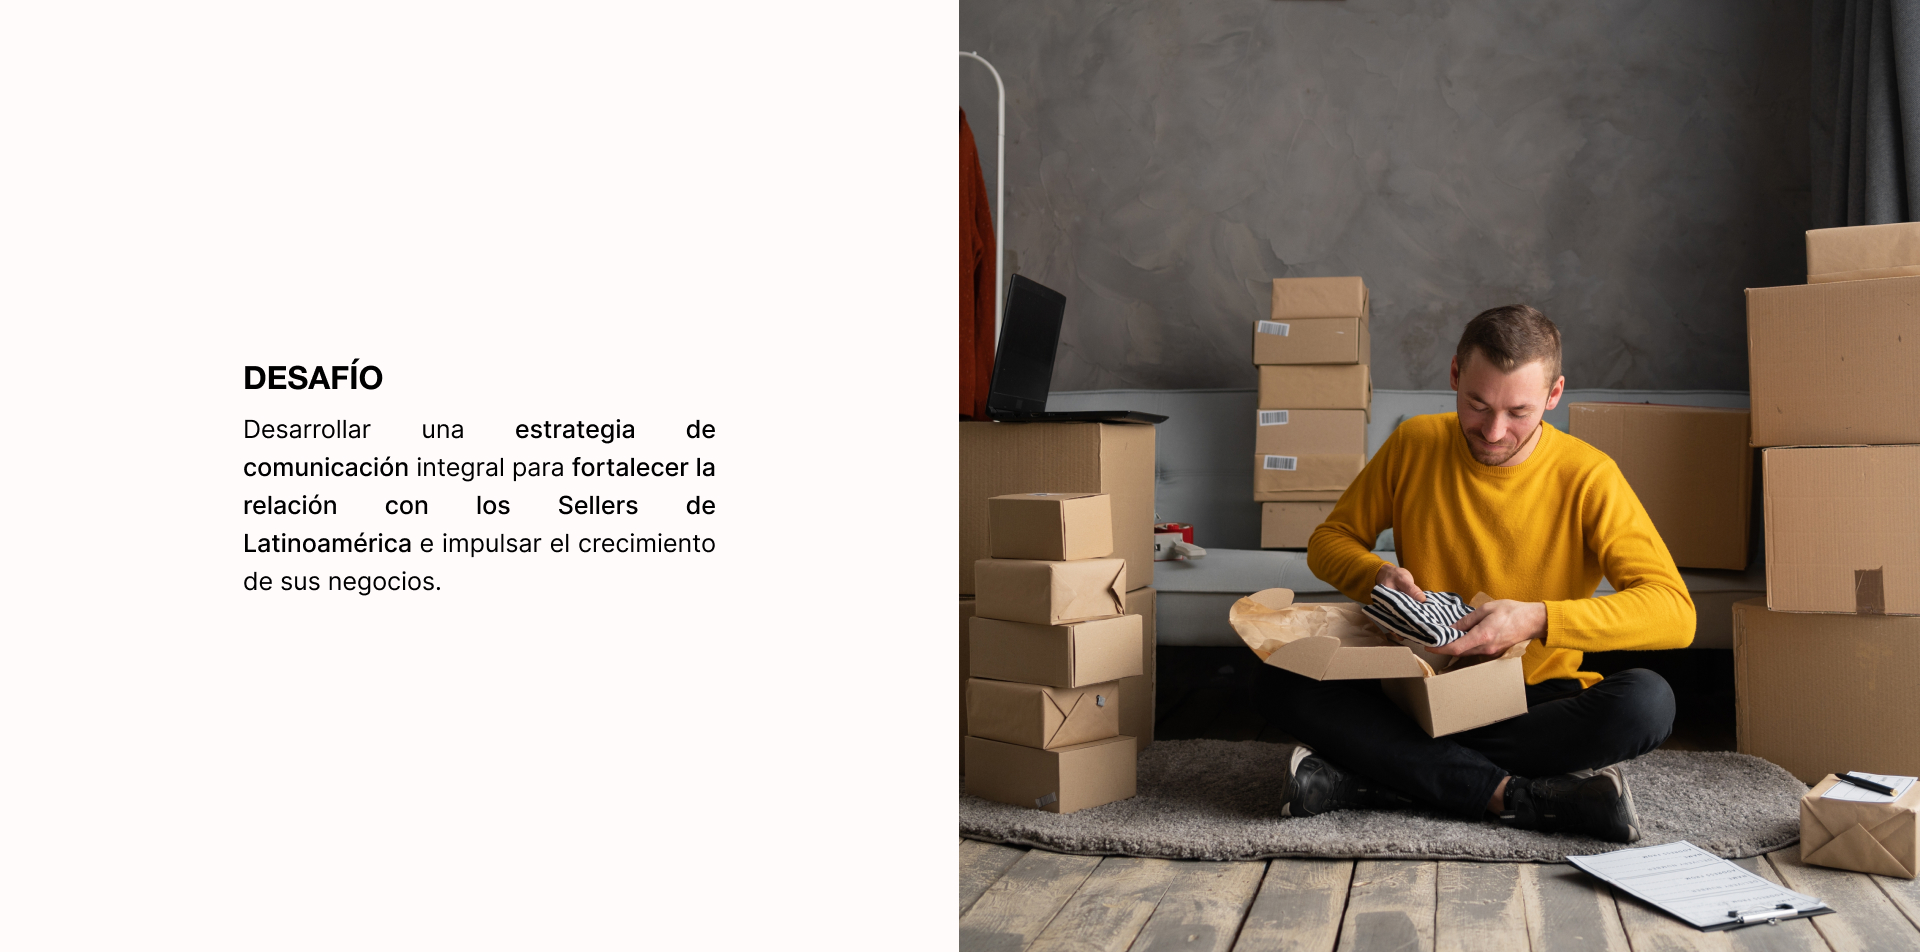 DESAFÍO
Desarrollar una estrategia de
comunicación integral para fortalecer la
relación con los Sellers de
Latinoamérica e impulsar el crecimiento
de sus negocios.